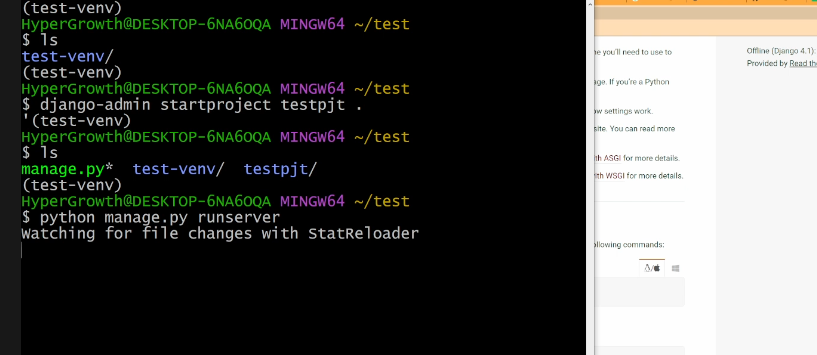 (test-venv)
HyperGrowth@DESKTOP-6NA6OQA MINGW64 ~/test
$ ls
test-venv/
(test-venv)
HyperGrowth@DESKTOP-6NA6OQA MINGW64 ~/test
$ django-admin startproject testpjt .
'(test-venv)
HyperGrowth@DESKTOP-6NA6OQA MINGW64 ~/test
$ ls
manage.py* test-venv/ testpjt/
(test-venv)
HyperGrowth@DESKTOP-6NA6OQA MINGW64 ~/test
$ python manage.py runserver
Watching for file changes with StatReloader
you'll need to use to
age. If you're a Python
ow settings work.
site. You can read more
ith ASGI for more details.
with WSGI for more details.
ollowing commands:
Offline (Django 4.1):
Provided by Read the